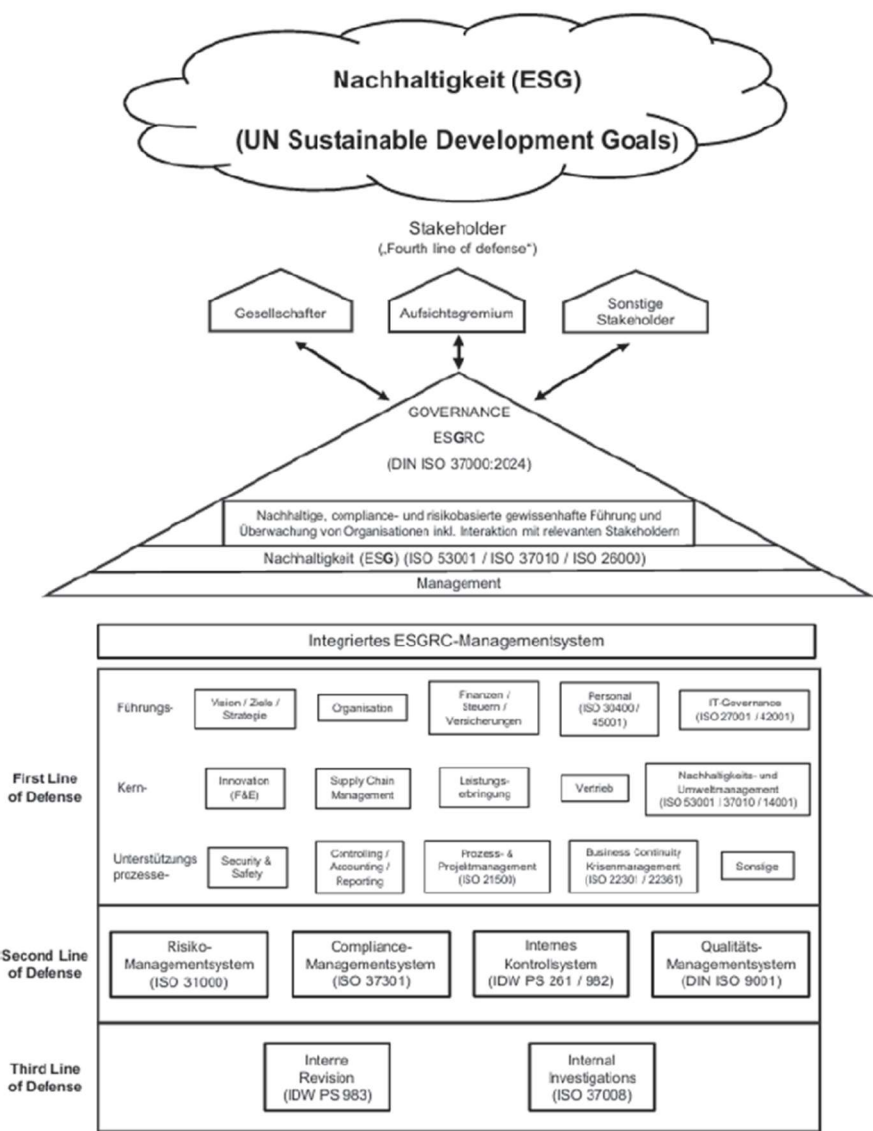 Nachhaltigkeit (ESG)
(UN Sustainable Development Goals)
Stakeholder
(„Fourth line of defense“)
Gesellschafter
Aufsichtsgremium
Sonstige
Stakeholder
GOVERNANCE
ESGRC
(DIN ISO 37000:2024)
Nachhaltige, compliance- und risikobasierte gewissenhafte Führung und
Überwachung von Organisationen inkl. Interaktion mit relevanten Stakeholdern
Nachhaltigkeit (ESG) (ISO 53001 / ISO 37010 / ISO 26000)
Management
Integriertes ESGRC-Managementsystem
First Line
of Defense
Führungs-
Vision / Ziele /
Strategie
Organisation
Finanzen /
Steuern /
Versicherungen
Personal
(ISO 30400 /
45001)
IT-Governance
(ISO 27001 / 42001)
Kern-
Innovation
(F&E)
Supply Chain
Management
Leistungs-
erbringung
Vertrieb
Nachhaltigkeits- und
Umweltmanagement
(ISO 53001 / 37010 / 14001)
Unterstützungs
prozesse-
Security &
Safety
Controlling /
Accounting /
Reporting
Prozess- &
Projektmanagement
(ISO 21500)
Business Continuity/
Krisenmanagement
(ISO 22301 / 22361)
Sonstige
Second Line
of Defense
Risiko-
Managementsystem
(ISO 31000)
Compliance-
Managementsystem
(ISO 37301)
Internes
Kontrollsystem
(IDW PS 261 / 982)
Qualitäts-
Managementsystem
(DIN ISO 9001)
Third Line
of Defense
Interne
Revision
(IDW PS 983)
Internal
Investigations
(ISO 37008)